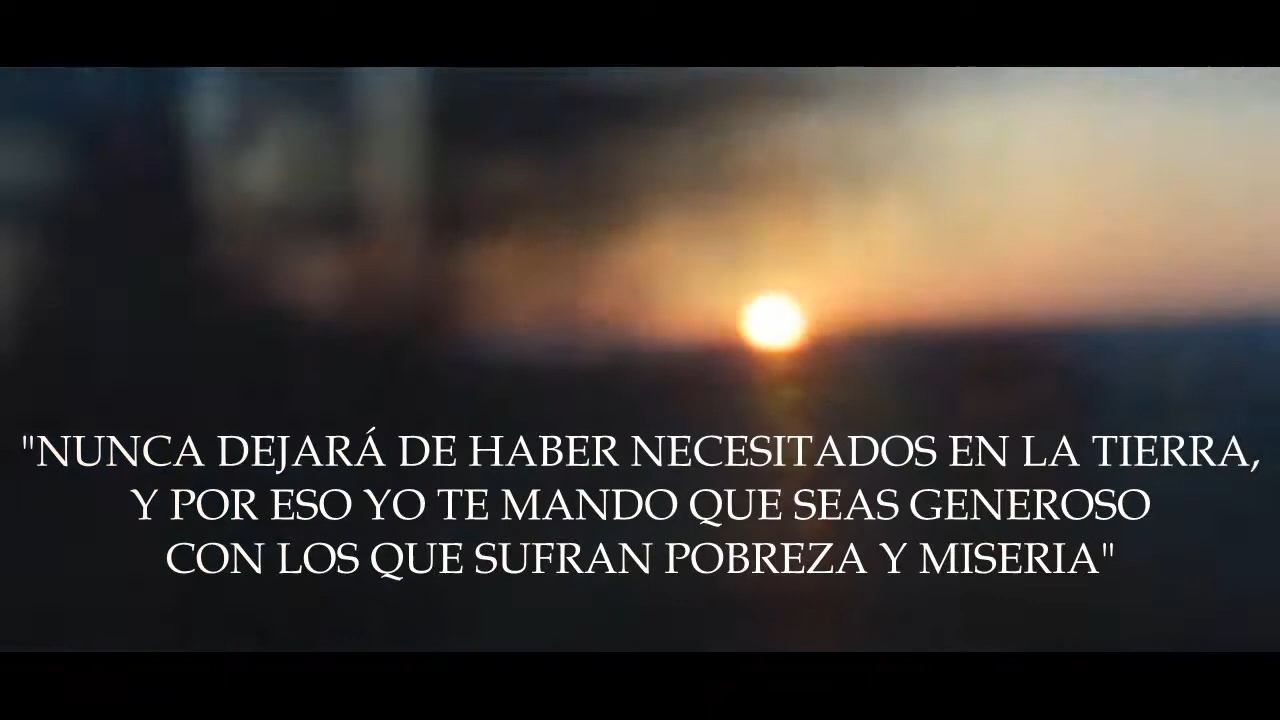 "NUNCA DEJARÁ DE HABER NECESITADOS EN LA TIERRA,
Y POR ESO YO TE MANDO QUE SEAS GENEROSO
CON LOS QUE SUFRAN POBREZA Y MISERIA"